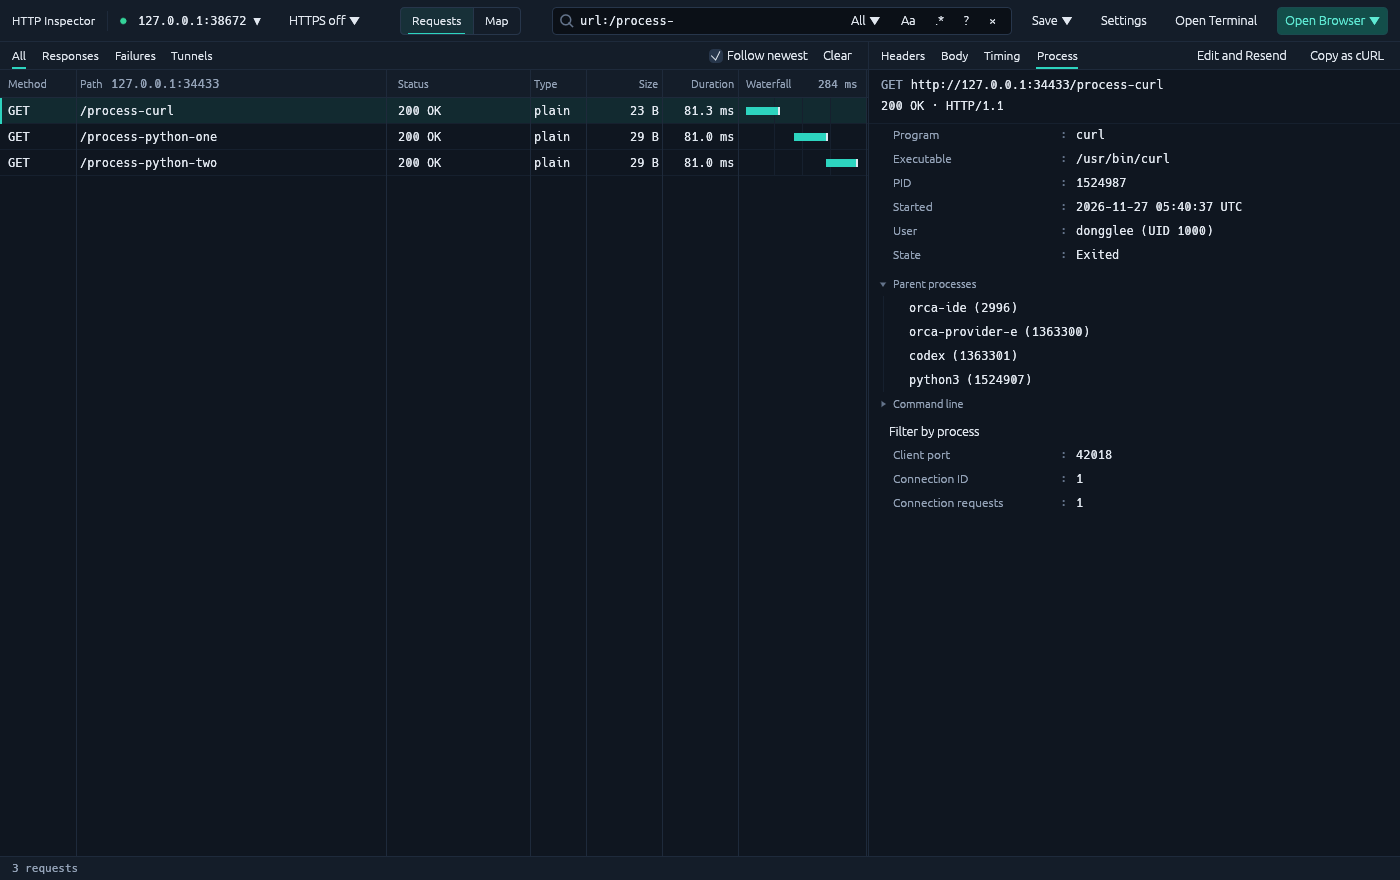 HTTP Inspector 127.0.0.1:38672 ▼ HTTPS off ▼ Requests Map url:/process- All ▼ Aa .* ? × Save ▼ Settings Open Terminal Open Browser ▼
All Responses Failures Tunnels Follow newest Clear
Method Path 127.0.0.1:34433 Status Type Size Duration Waterfall 284 ms
GET /process-curl 200 OK plain 23 B 81.3 ms
GET /process-python-one 200 OK plain 29 B 81.0 ms
GET /process-python-two 200 OK plain 29 B 81.0 ms
Headers Body Timing Process Edit and Resend Copy as cURL
GET http://127.0.0.1:34433/process-curl
200 OK · HTTP/1.1
Program : curl
Executable : /usr/bin/curl
PID : 1524987
Started : 2026-11-27 05:40:37 UTC
User : dongglee (UID 1000)
State : Exited
Parent processes
orca-ide (2996)
orca-provider-e (1363300)
codex (1363301)
python3 (1524907)
Command line
Filter by process
Client port : 42018
Connection ID : 1
Connection requests : 1
3 requests